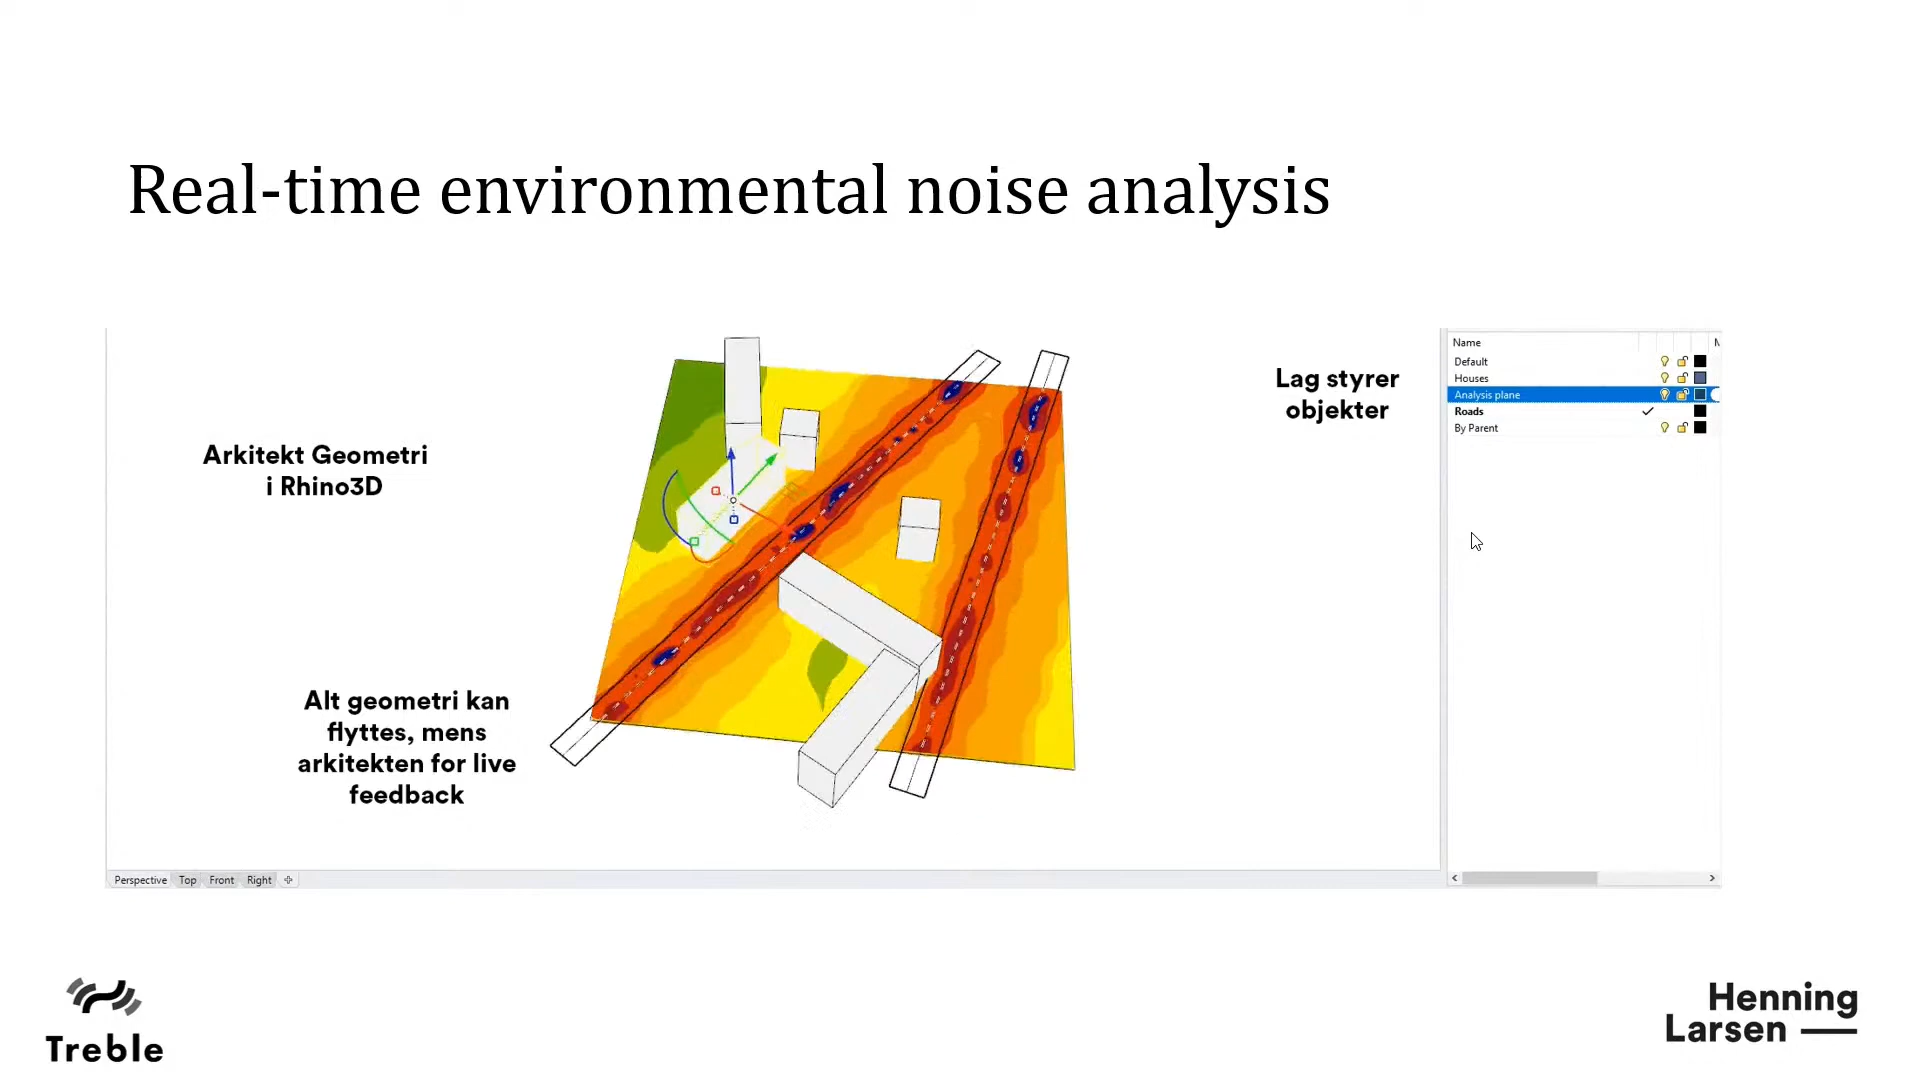 Real-time environmental noise analysis
Arkitekt Geometri
i Rhino3D
Alt geometri kan
flyttes, mens
arkitekten for live
feedback
Lag styrer
objekter
Name
Default
Houses
Analysis plane
Roads
By Parent
Perspective Top Front Right
Treble
Henning
Larsen